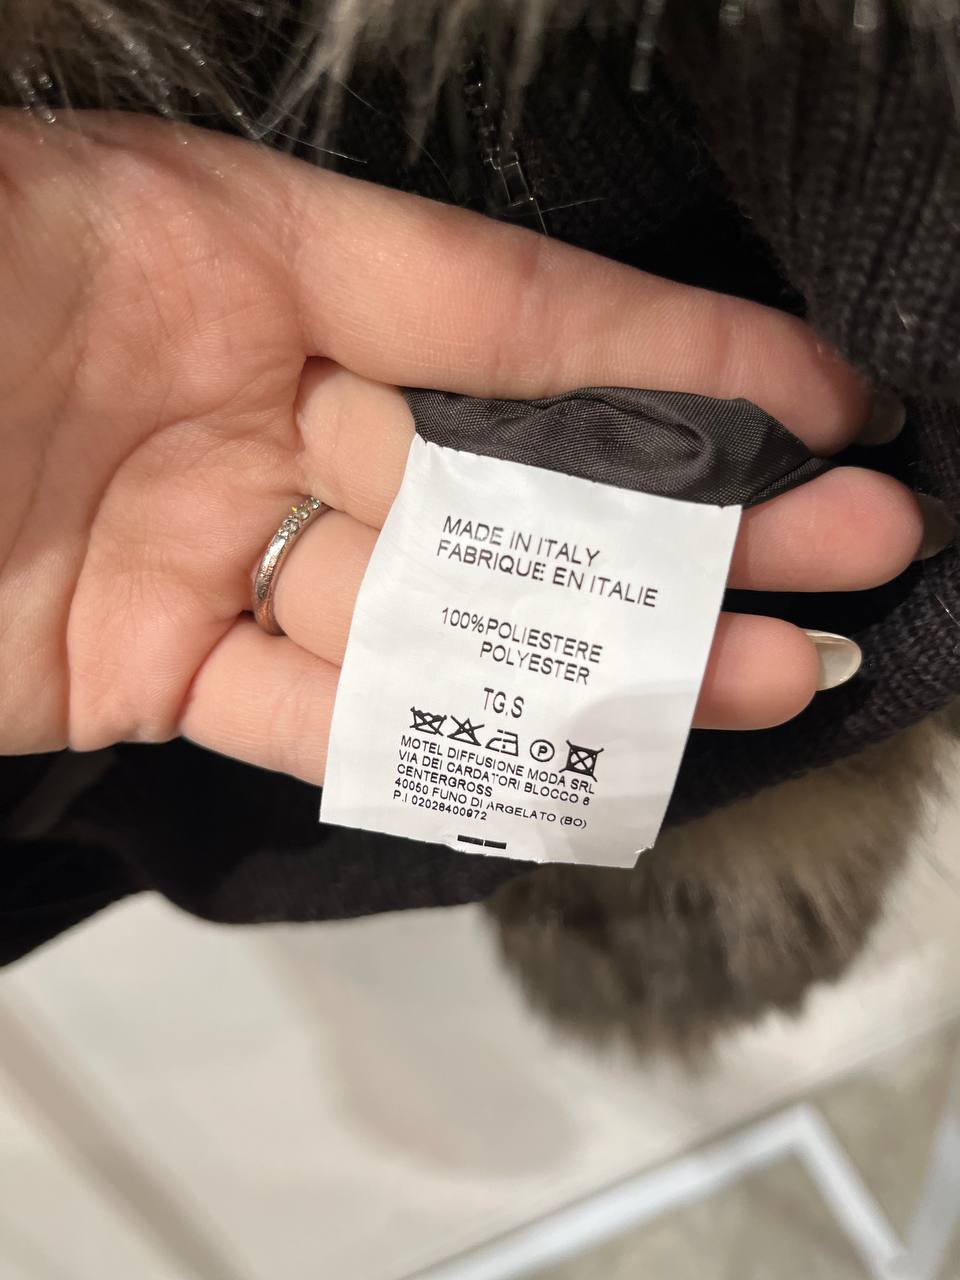 MADE IN ITALY
FABRIQUE EN ITALIE
100%POLIESTERE
POLYESTER
TG.S
P
MOTEL DIFFUSIONE MODA SRL
VIA DEI CARDATORI BLOCCO 6
CENTERGROSS
40050 FUNO DI ARGELATO (BO)
P.I 02028400972